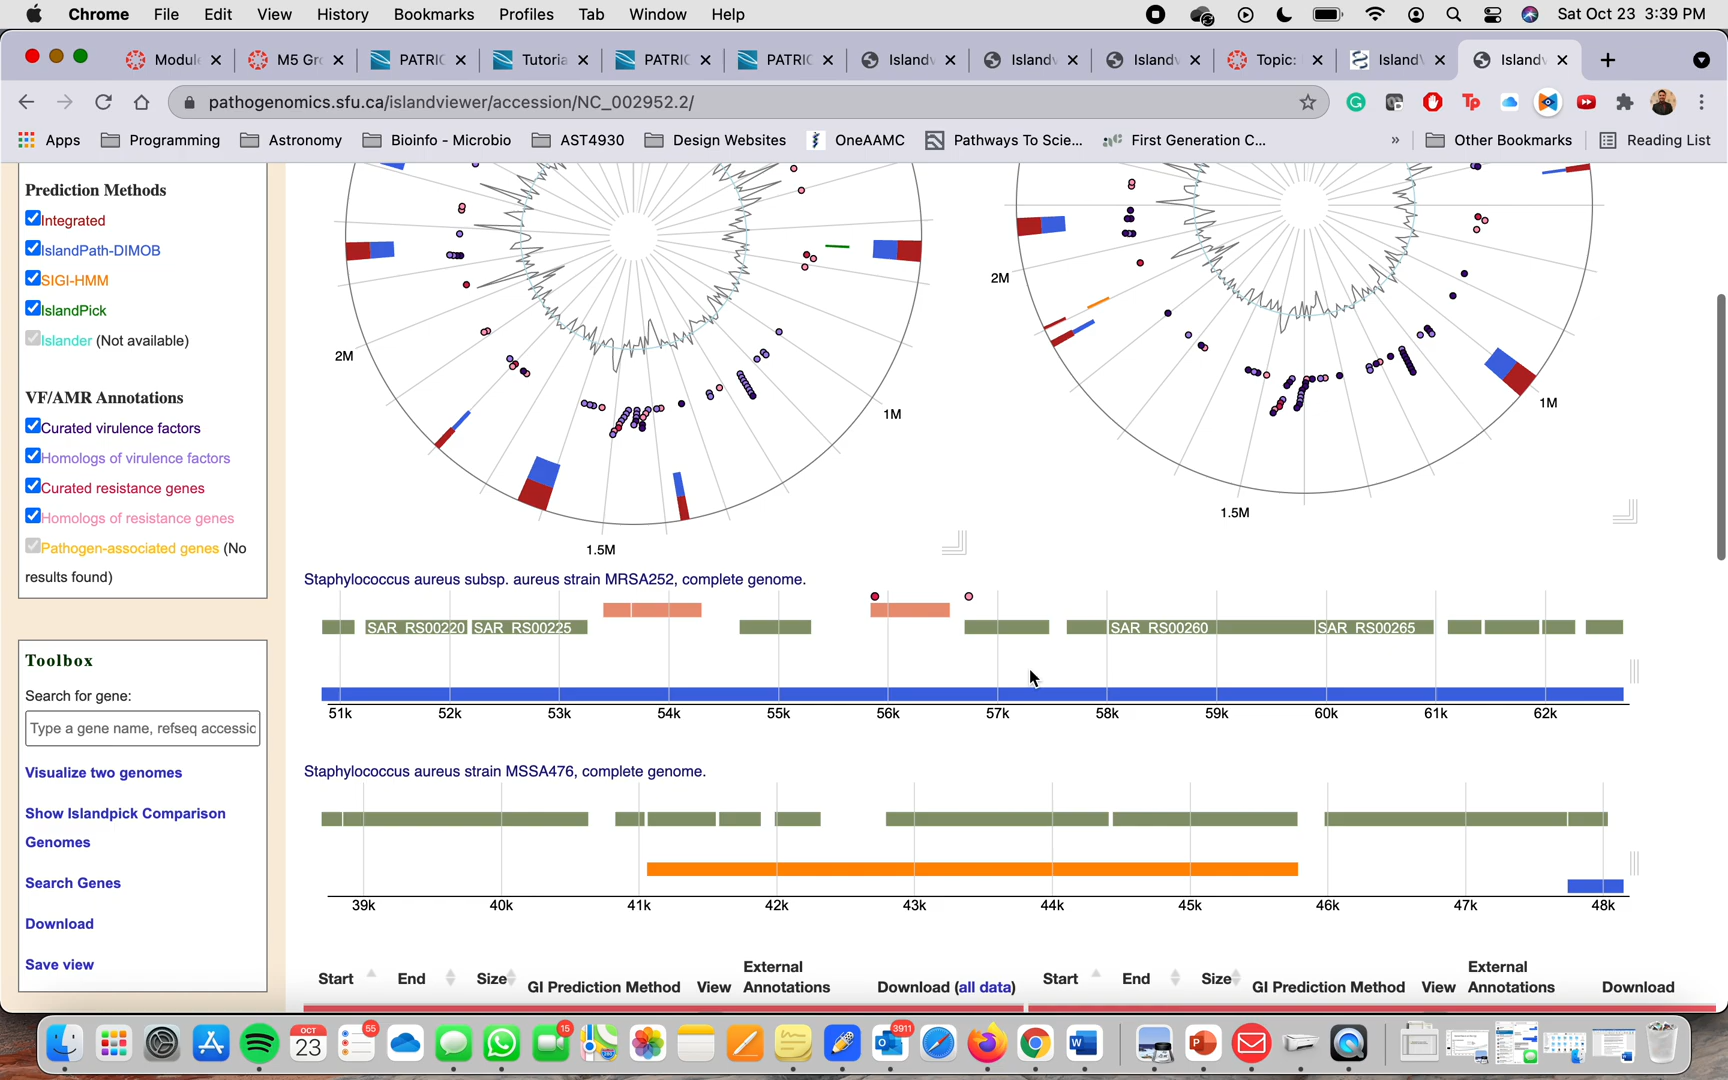 Chrome File Edit View History Bookmarks Profiles Tab Window Help Sat Oct 23 3:39 PM
Modul M5 Gr PATRIC Tutoria PATRIC PATRIC Island Island Island Topic: Island Island
pathogenomics.sfu.ca/islandviewer/accession/NC_002952.2/
Apps Programming Astronomy Bioinfo - Microbio AST4930 Design Websites OneAAMC Pathways To Scie... First Generation C... » Other Bookmarks Reading List
Prediction Methods
Integrated
IslandPath-DIMOB
SIGI-HMM
IslandPick
Islander (Not available)
VF/AMR Annotations
Curated virulence factors
Homologs of virulence factors
Curated resistance genes
Homologs of resistance genes
Pathogen-associated genes (No
results found)
Toolbox
Search for gene:
Type a gene name, refseq accessic
Visualize two genomes
Show Islandpick Comparison
Genomes
Search Genes
Download
Save view
2M
1M
1.5M
2M
1M
1.5M
Staphylococcus aureus subsp. aureus strain MRSA252, complete genome.
SAR_RS00220 SAR_RS00225 SAR_RS00260 SAR_RS00265
51k 52k 53k 54k 55k 56k 57k 58k 59k 60k 61k 62k
Staphylococcus aureus strain MSSA476, complete genome.
39k 40k 41k 42k 43k 44k 45k 46k 47k 48k
Start End Size GI Prediction Method View External Annotations Download (all data) Start End Size GI Prediction Method View External Annotations Download
OCT
23
55
15
3911